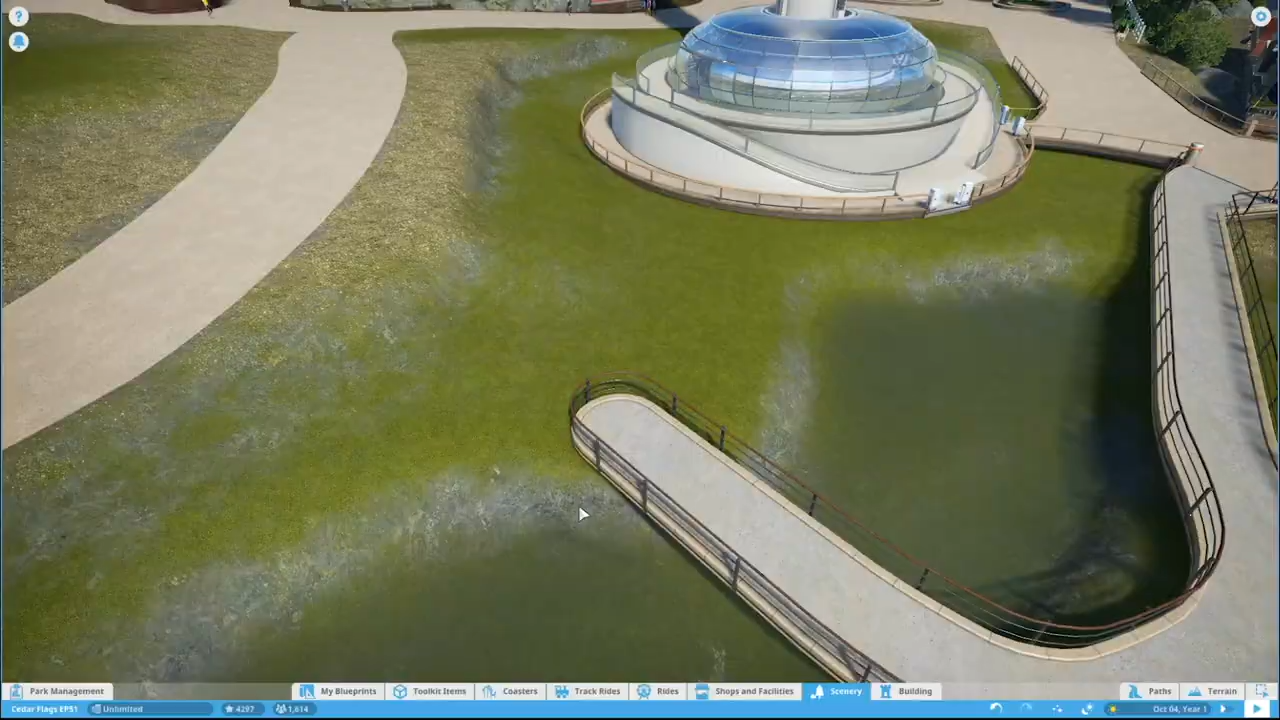 ?
Park Management
My Blueprints
Toolkit Items
Coasters
Track Rides
Rides
Shops and Facilities
Scenery
Building
Paths
Terrain
Cedar Flags EP51
Unlimited
4297
1,614
Oct 04, Year 1